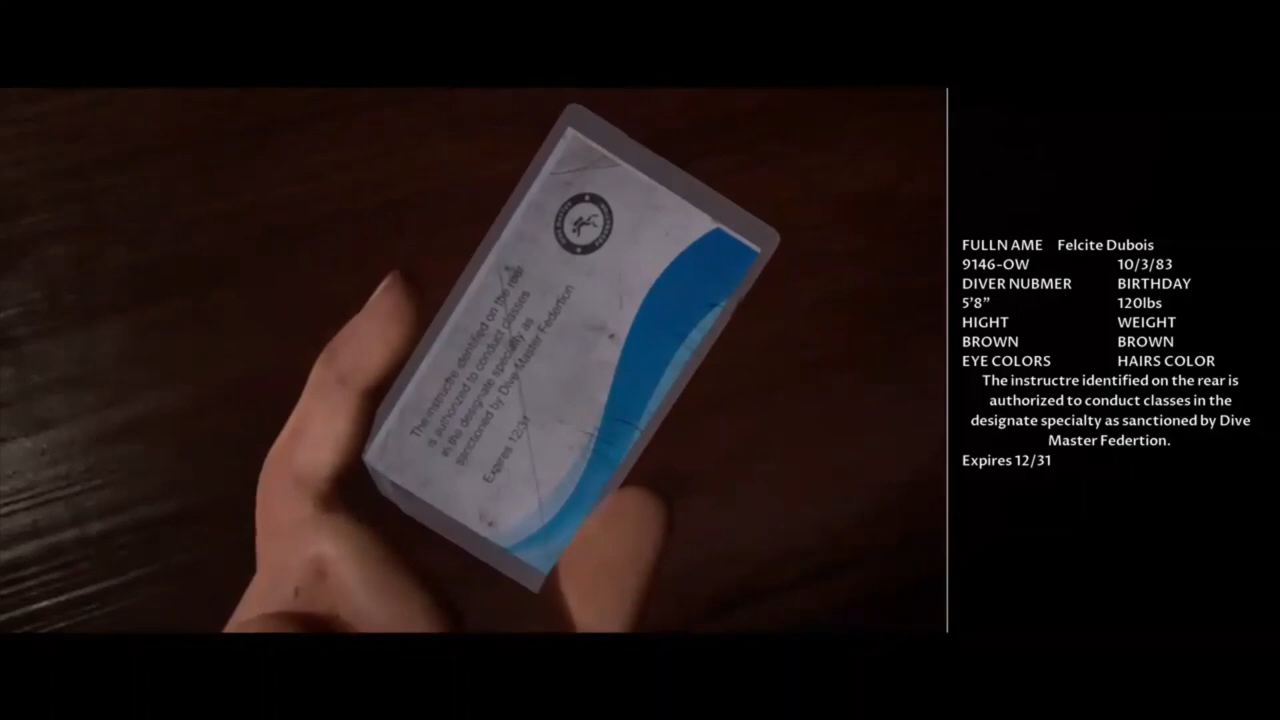 The instructre identified on the rear
is authorized to conduct classes
in the designate specialty as
sanctioned by Dive Master Federtion
Expires 12/31
FULLN AME Felcite Dubois
9146-OW 10/3/83
DIVER NUBMER BIRTHDAY
5'8" 120lbs
HIGHT WEIGHT
BROWN BROWN
EYE COLORS HAIRS COLOR
The instructre identified on the rear is
authorized to conduct classes in the
designate specialty as sanctioned by Dive
Master Federtion.
Expires 12/31